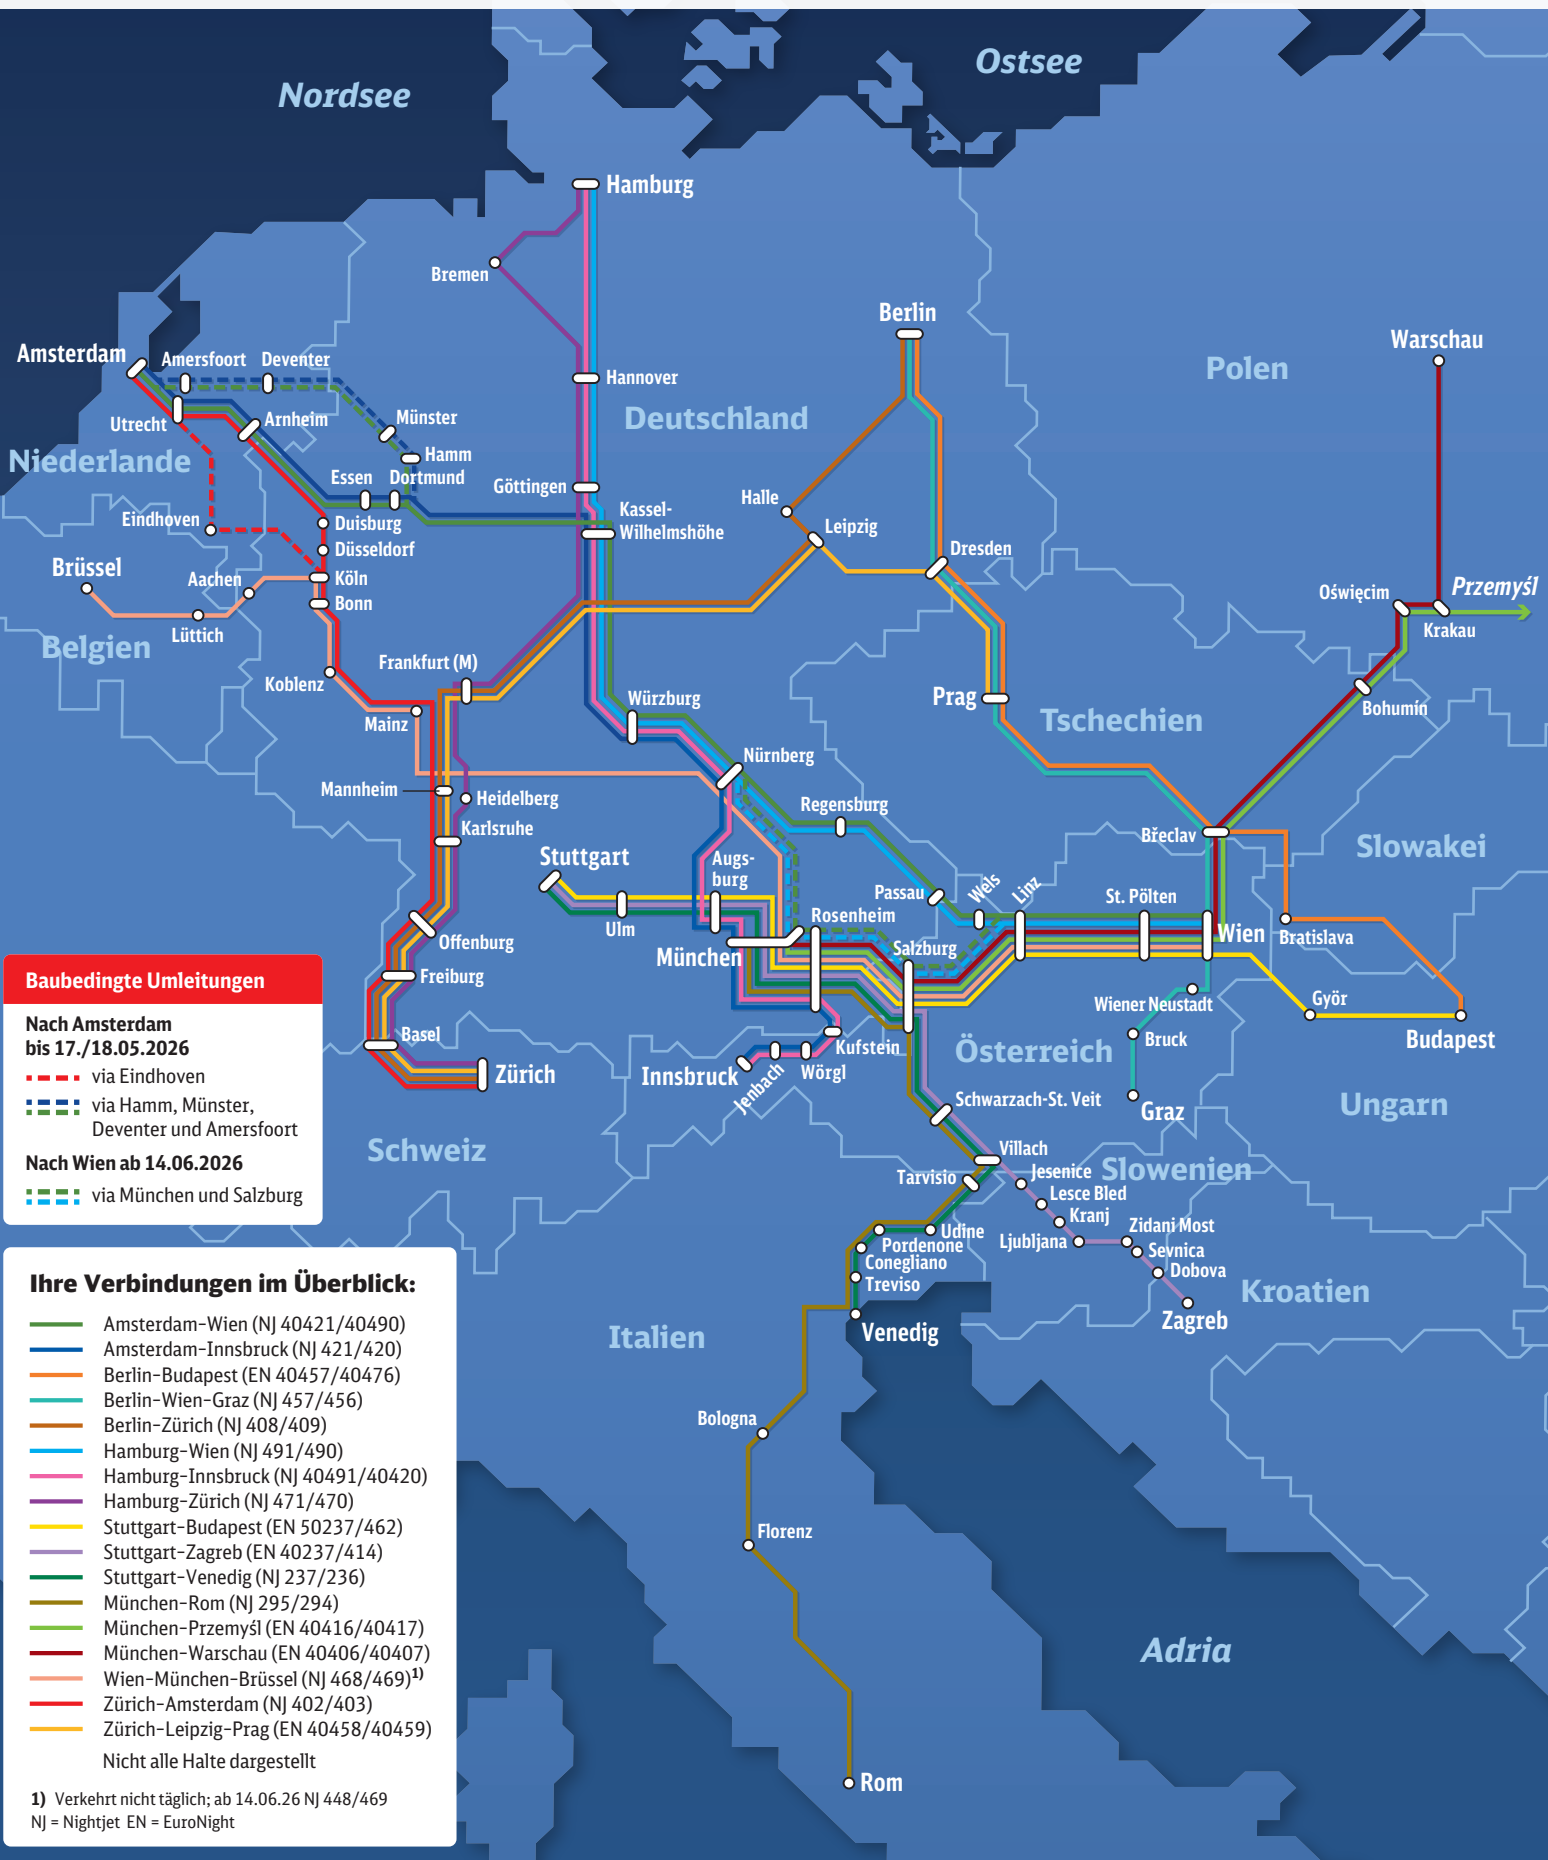 Nordsee
Ostsee
Hamburg
Bremen
Berlin
Warschau
Amsterdam
Amersfoort
Deventer
Polen
Hannover
Utrecht
Arnheim
Münster
Deutschland
Niederlande
Hamm
Essen
Dortmund
Göttingen
Halle
Kassel-
Wilhelmshöhe
Eindhoven
Duisburg
Leipzig
Düsseldorf
Dresden
Brüssel
Aachen
Köln
Bonn
Oświęcim
Przemyśl
Krakau
Lüttich
Belgien
Frankfurt (M)
Koblenz
Mainz
Würzburg
Prag
Tschechien
Bohumín
Nürnberg
Mannheim
Heidelberg
Regensburg
Karlsruhe
Břeclav
Slowakei
Stuttgart
Augs-
burg
Passau
Wels
Linz
St. Pölten
Ulm
Rosenheim
Wien
Bratislava
Offenburg
München
Salzburg
Freiburg
Wiener Neustadt
Györ
Basel
Kufstein
Österreich
Bruck
Budapest
Zürich
Innsbruck
Jenbach
Wörgl
Schwarzach-St. Veit
Graz
Ungarn
Schweiz
Villach
Slowenien
Tarvisio
Jesenice
Lesce Bled
Kranj
Udine
Ljubljana
Zidani Most
Pordenone
Sevnica
Conegliano
Dobova
Treviso
Kroatien
Zagreb
Venedig
Italien
Bologna
Florenz
Adria
Rom
Baubedingte Umleitungen
Nach Amsterdam
bis 17./18.05.2026
via Eindhoven
via Hamm, Münster,
Deventer und Amersfoort
Nach Wien ab 14.06.2026
via München und Salzburg
Ihre Verbindungen im Überblick:
Amsterdam–Wien (NJ 40421/40490)
Amsterdam–Innsbruck (NJ 421/420)
Berlin–Budapest (EN 40457/40476)
Berlin–Wien–Graz (NJ 457/456)
Berlin–Zürich (NJ 408/409)
Hamburg–Wien (NJ 491/490)
Hamburg–Innsbruck (NJ 40491/40420)
Hamburg–Zürich (NJ 471/470)
Stuttgart–Budapest (EN 50237/462)
Stuttgart–Zagreb (EN 40237/414)
Stuttgart–Venedig (NJ 237/236)
München–Rom (NJ 295/294)
München–Przemyśl (EN 40416/40417)
München–Warschau (EN 40406/40407)
Wien–München–Brüssel (NJ 468/469)1)
Zürich–Amsterdam (NJ 402/403)
Zürich–Leipzig–Prag (EN 40458/40459)
Nicht alle Halte dargestellt
1) Verkehrt nicht täglich; ab 14.06.26 NJ 448/469
NJ = Nightjet EN = EuroNight